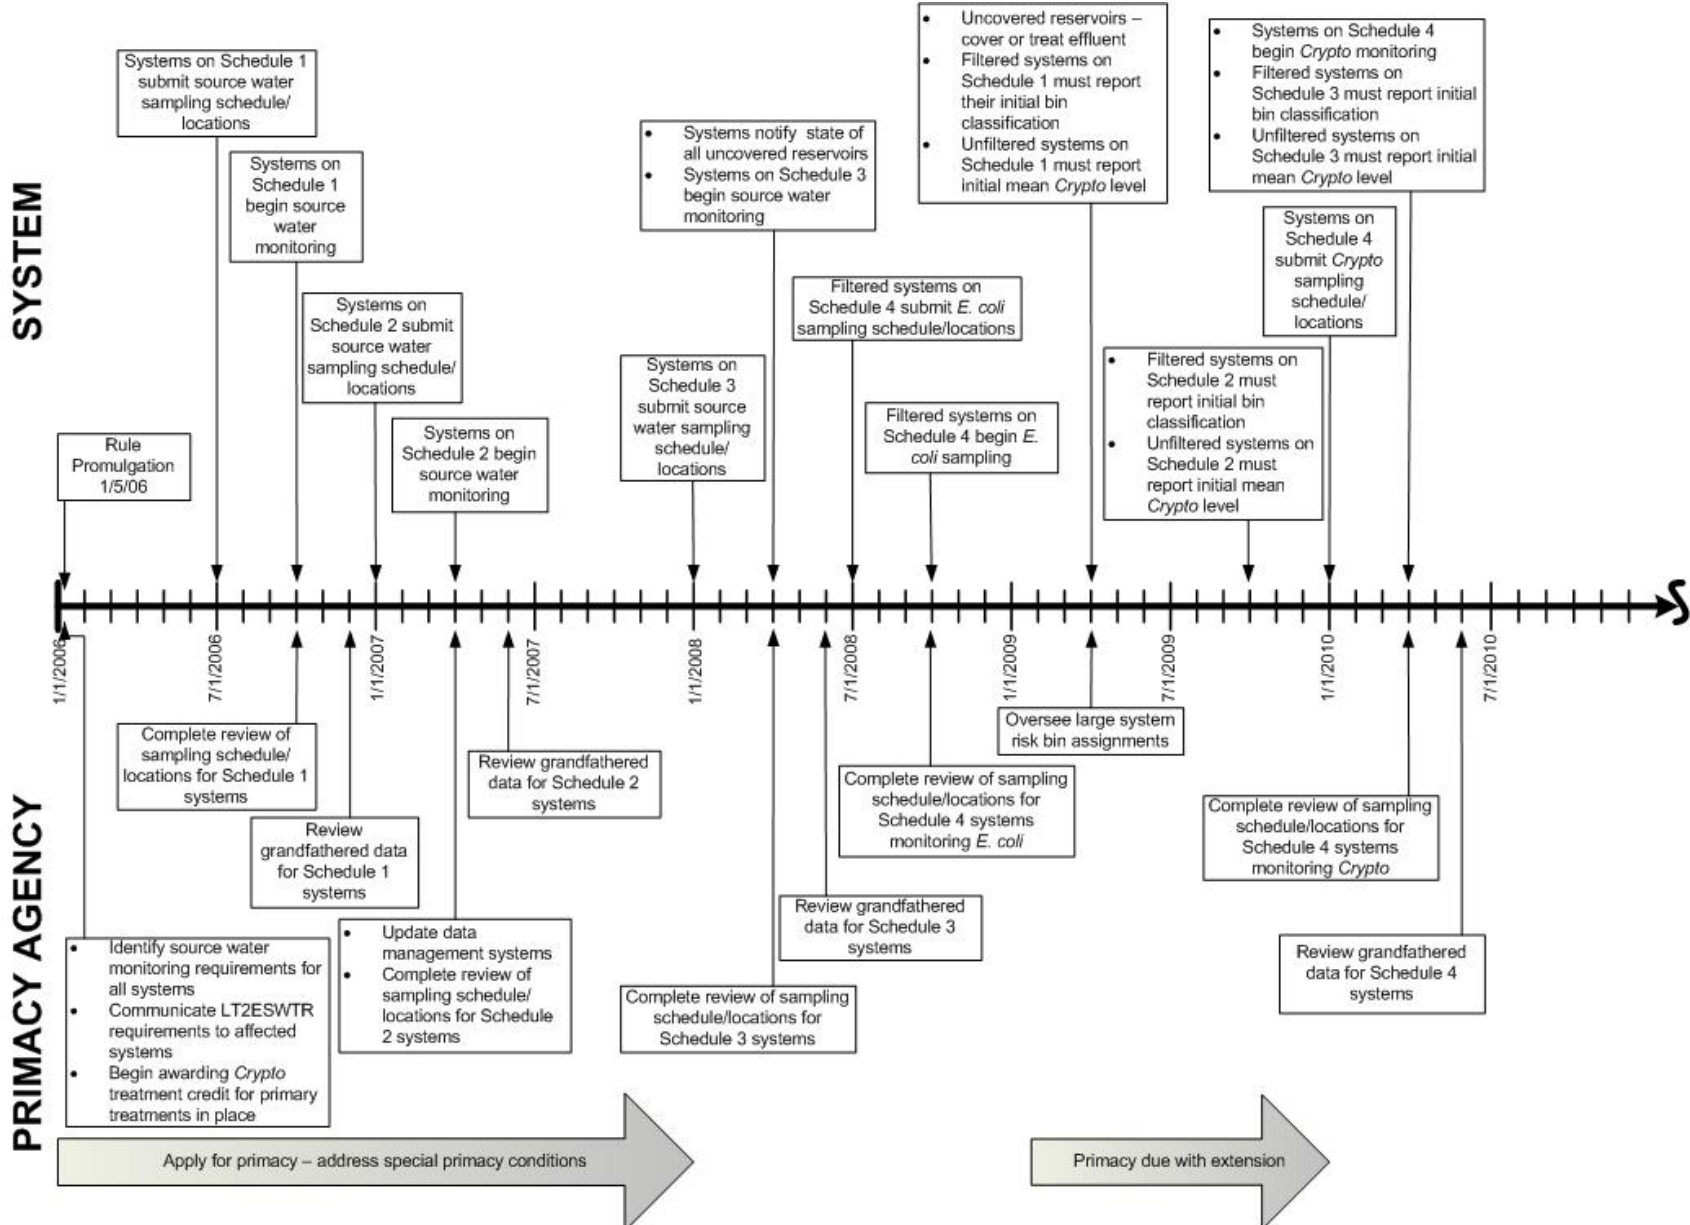 SYSTEM
Systems on Schedule 1
submit source water
sampling schedule/
locations
Systems on
Schedule 1
begin source
water
monitoring
Systems on
Schedule 2 submit
source water
sampling schedule/
locations
Rule
Promulgation
1/5/06
Systems on
Schedule 2 begin
source water
monitoring
• Systems notify state of
all uncovered reservoirs
• Systems on Schedule 3
begin source water
monitoring
Systems on
Schedule 3
submit source
water sampling
schedule/
locations
Filtered systems on
Schedule 4 submit E. coli
sampling schedule/locations
Filtered systems on
Schedule 4 begin E.
coli sampling
• Uncovered reservoirs –
cover or treat effluent
• Filtered systems on
Schedule 1 must report
their initial bin
classification
• Unfiltered systems on
Schedule 1 must report
initial mean Crypto level
• Filtered systems on
Schedule 2 must
report initial bin
classification
• Unfiltered systems on
Schedule 2 must
report initial mean
Crypto level
• Systems on Schedule 4
begin Crypto monitoring
• Filtered systems on
Schedule 3 must report initial
bin classification
• Unfiltered systems on
Schedule 3 must report initial
mean Crypto level
Systems on
Schedule 4
submit Crypto
sampling
schedule/
locations
1/1/2006
7/1/2006
1/1/2007
7/1/2007
1/1/2008
7/1/2008
1/1/2009
7/1/2009
1/1/2010
7/1/2010
PRIMACY AGENCY
Complete review of
sampling schedule/
locations for Schedule 1
systems
Review
grandfathered data
for Schedule 1
systems
• Identify source water
monitoring requirements for
all systems
• Communicate LT2ESWTR
requirements to affected
systems
• Begin awarding Crypto
treatment credit for primary
treatments in place
Review grandfathered
data for Schedule 2
systems
• Update data
management systems
• Complete review of
sampling schedule/
locations for Schedule
2 systems
Complete review of sampling
schedule/locations for
Schedule 3 systems
Review grandfathered
data for Schedule 3
systems
Complete review of sampling
schedule/locations for
Schedule 4 systems
monitoring E. coli
Oversee large system
risk bin assignments
Complete review of sampling
schedule/locations for
Schedule 4 systems
monitoring Crypto
Review grandfathered
data for Schedule 4
systems
Apply for primacy – address special primacy conditions
Primacy due with extension